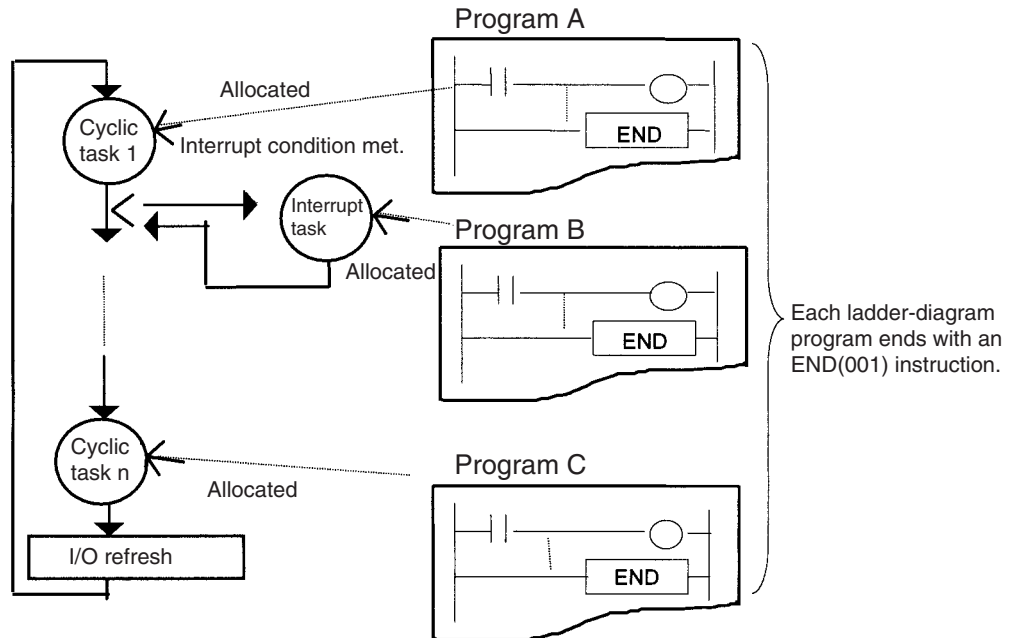 Program A
Allocated
Cyclic
task 1
END
Interrupt condition met.
Interrupt
task
Program B
Allocated
END
Each ladder-diagram
program ends with an
END(001) instruction.
Cyclic
task n
Program C
Allocated
I/O refresh
END